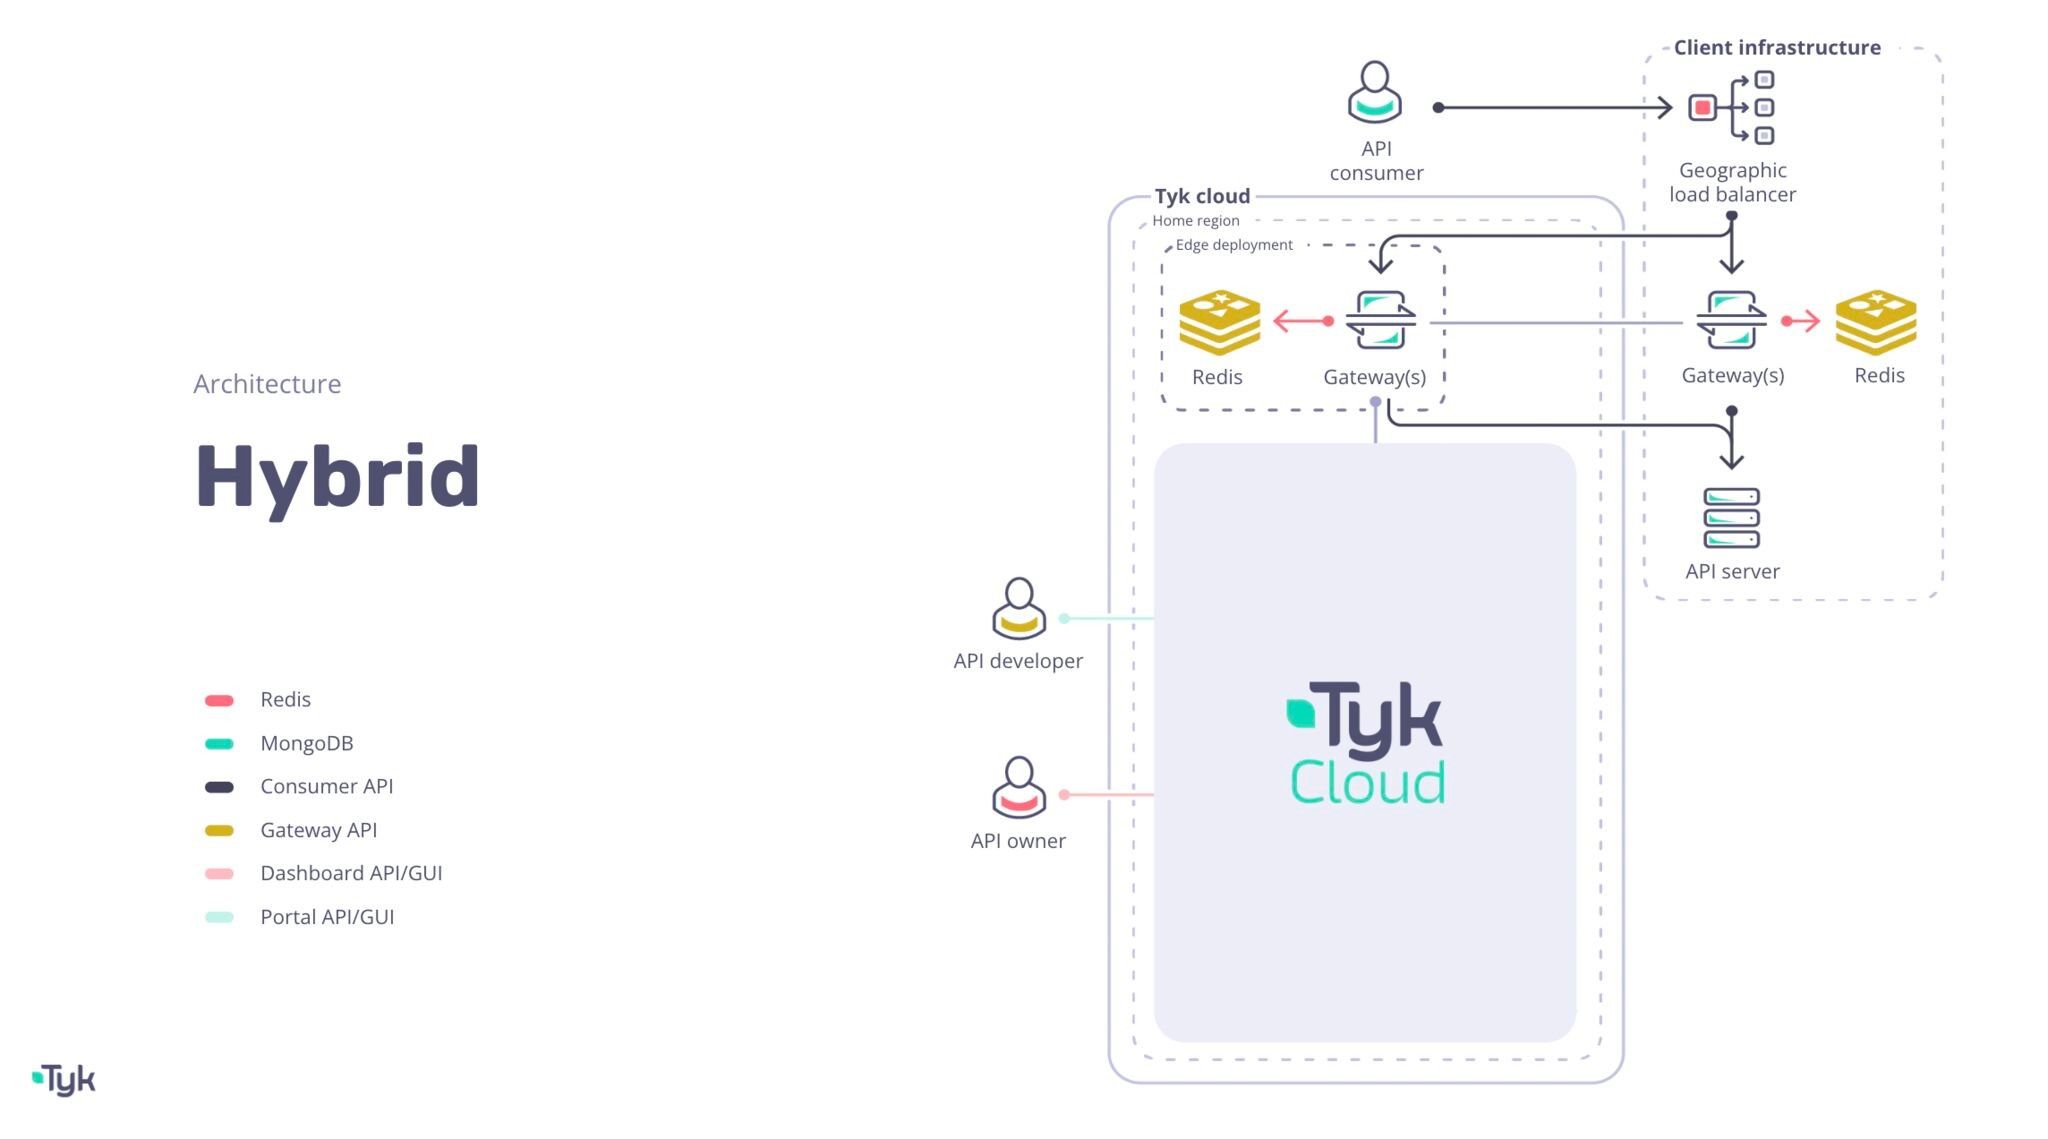 Architecture
Hybrid
Redis
MongoDB
Consumer API
Gateway API
Dashboard API/GUI
Portal API/GUI
Tyk
Client infrastructure
API
consumer
Geographic
load balancer
Tyk cloud
Home region
Edge deployment
Redis
Gateway(s)
Gateway(s)
Redis
API server
API developer
API owner
Tyk
Cloud